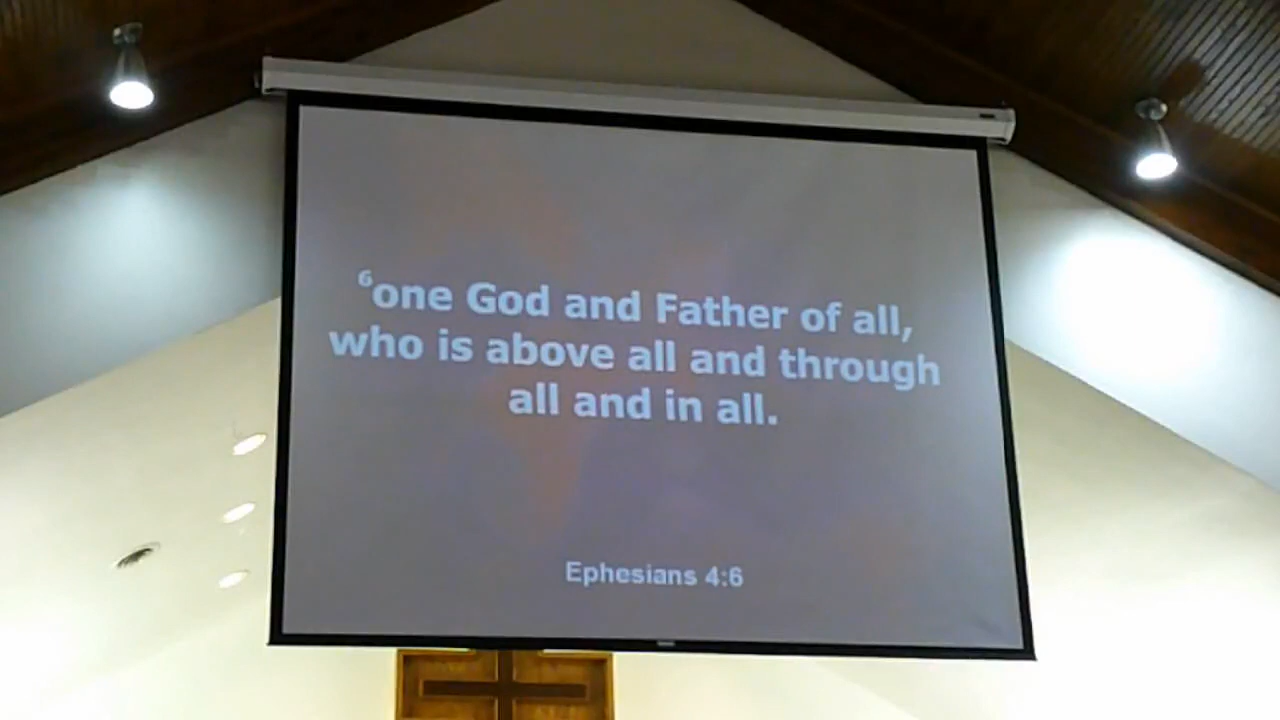 ⁶one God and Father of all,
who is above all and through
all and in all.
Ephesians 4:6